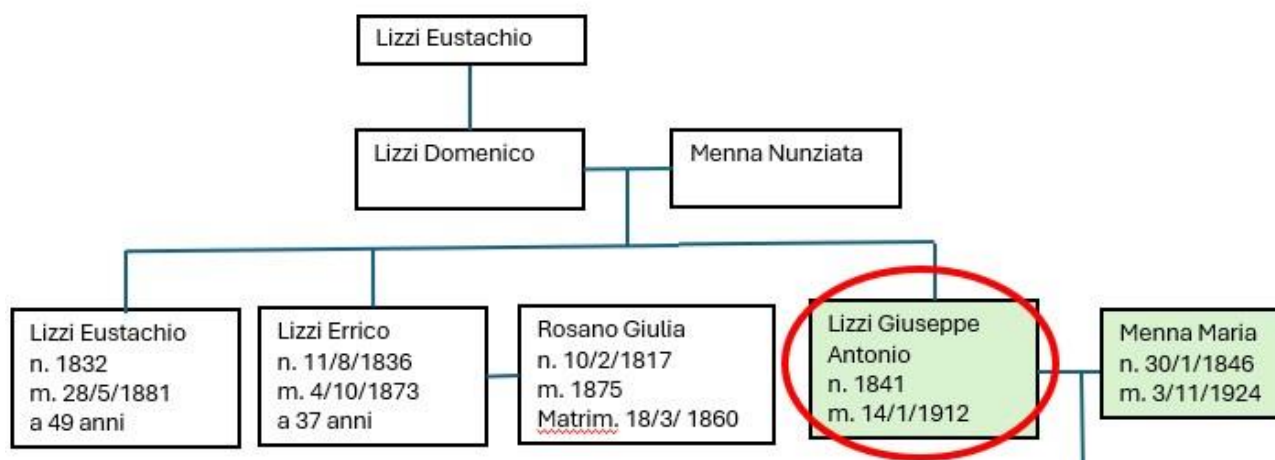 Lizzi Eustachio
Lizzi Domenico
Menna Nunziata
Lizzi Eustachio
n. 1832
m. 28/5/1881
a 49 anni
Lizzi Errico
n. 11/8/1836
m. 4/10/1873
a 37 anni
Rosano Giulia
n. 10/2/1817
m. 1875
Matrim. 18/3/ 1860
Lizzi Giuseppe
Antonio
n. 1841
m. 14/1/1912
Menna Maria
n. 30/1/1846
m. 3/11/1924